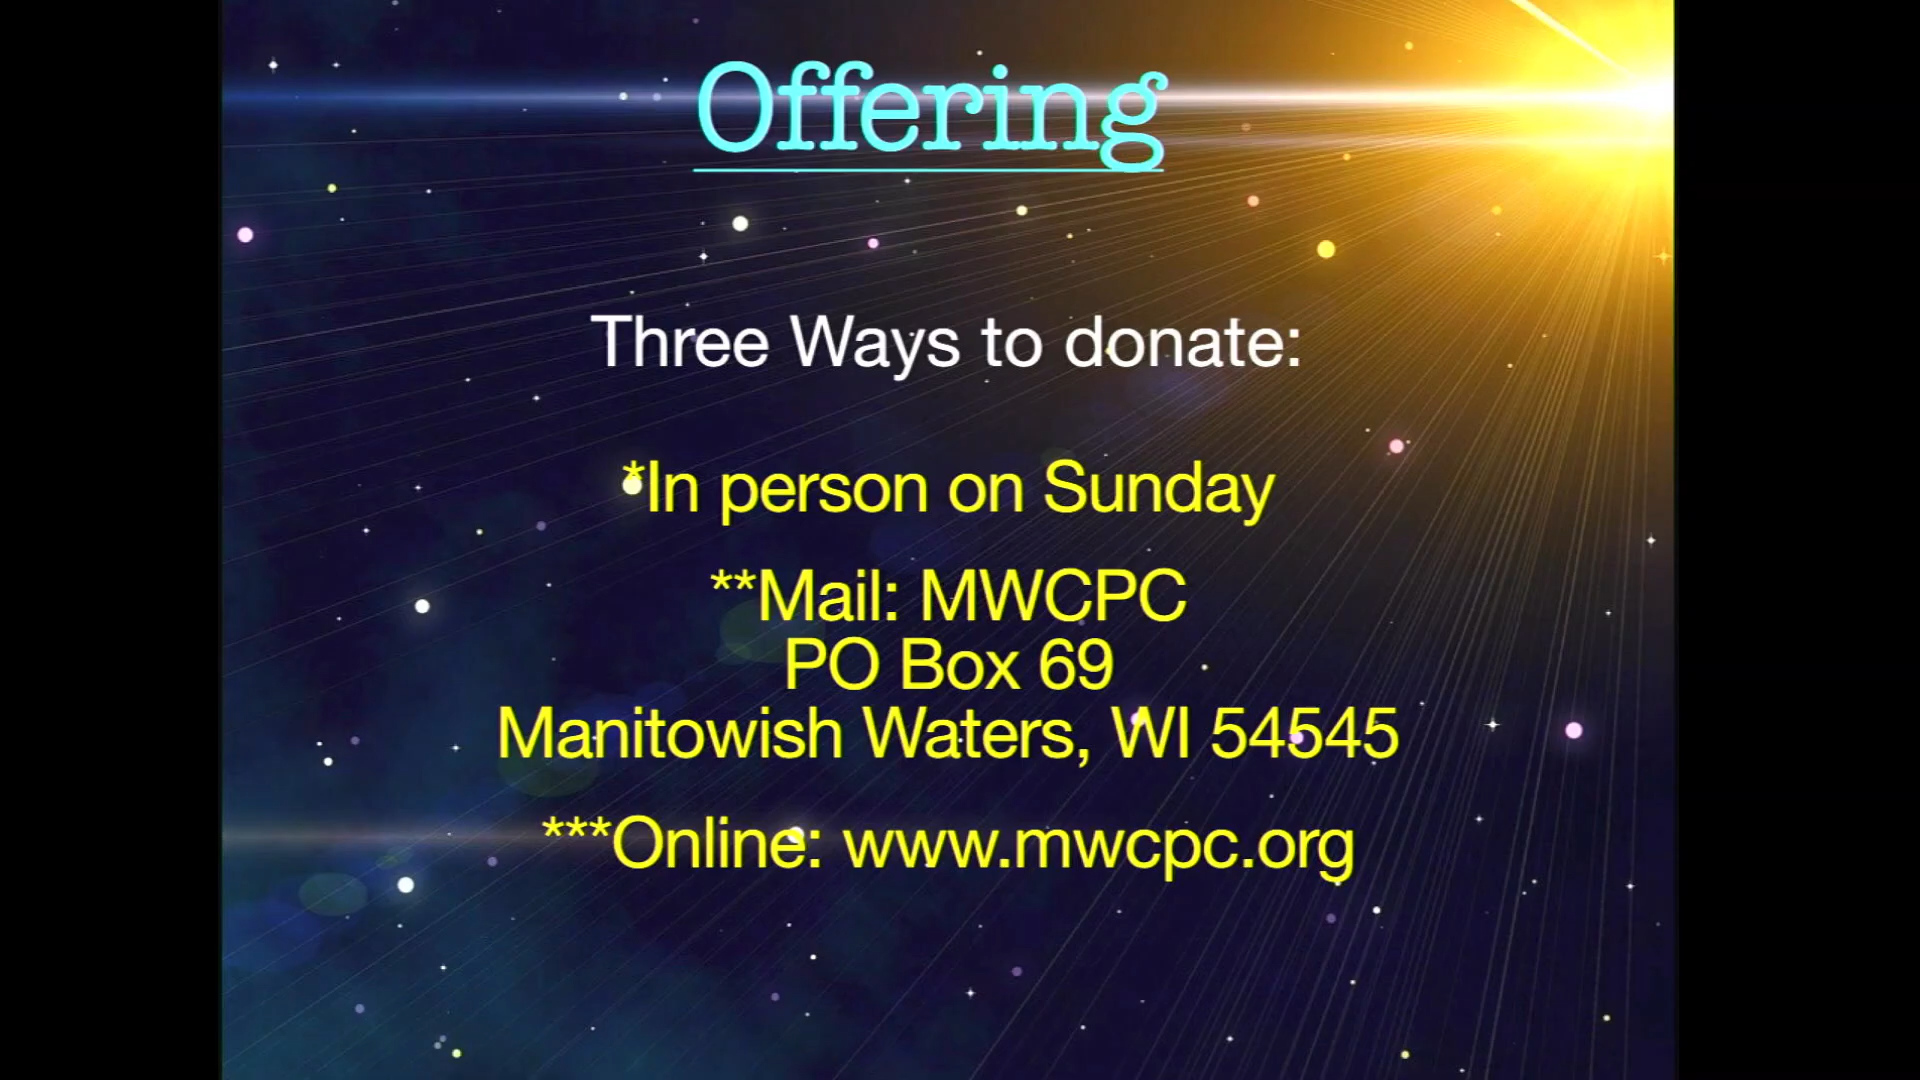 Offering
Three Ways to donate:
*In person on Sunday
**Mail: MWCPC
PO Box 69
Manitowish Waters, WI 54545
***Online: www.mwcpc.org